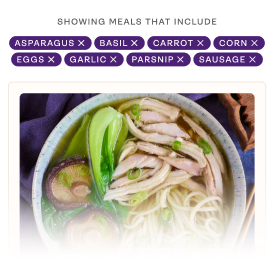 SHOWING MEALS THAT INCLUDE
ASPARAGUS × BASIL × CARROT × CORN ×
EGGS × GARLIC × PARSNIP × SAUSAGE ×